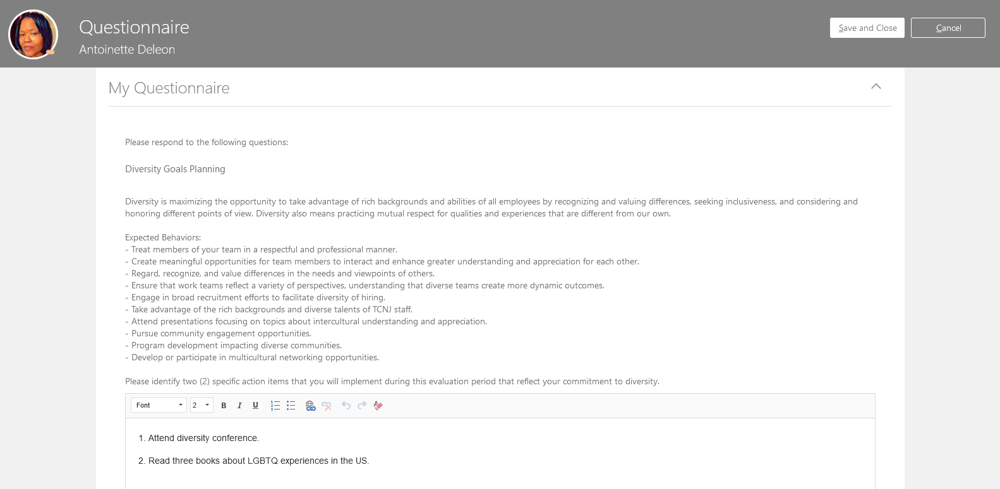 Questionnaire
Antoinette Deleon
Save and Close
Cancel
My Questionnaire
Please respond to the following questions:
Diversity Goals Planning
Diversity is maximizing the opportunity to take advantage of rich backgrounds and abilities of all employees by recognizing and valuing differences, seeking inclusiveness, and considering and
honoring different points of view. Diversity also means practicing mutual respect for qualities and experiences that are different from our own.
Expected Behaviors:
- Treat members of your team in a respectful and professional manner.
- Create meaningful opportunities for team members to interact and enhance greater understanding and appreciation for each other.
- Regard, recognize, and value differences in the needs and viewpoints of others.
- Ensure that work teams reflect a variety of perspectives, understanding that diverse teams create more dynamic outcomes.
- Engage in broad recruitment efforts to facilitate diversity of hiring.
- Take advantage of the rich backgrounds and diverse talents of TCNJ staff.
- Attend presentations focusing on topics about intercultural understanding and appreciation.
- Pursue community engagement opportunities.
- Program development impacting diverse communities.
- Develop or participate in multicultural networking opportunities.
Please identify two (2) specific action items that you will implement during this evaluation period that reflect your commitment to diversity.
Font 2 B I U
1. Attend diversity conference.
2. Read three books about LGBTQ experiences in the US.